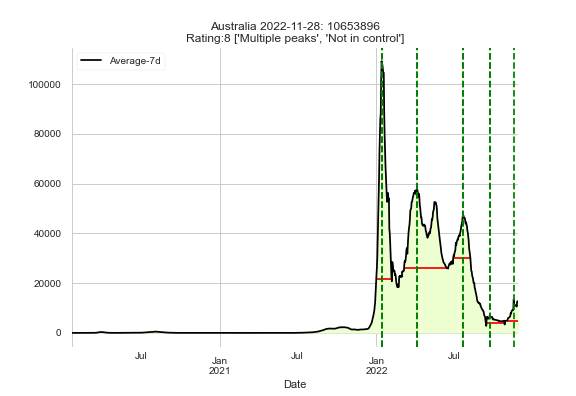 Australia 2022-11-28: 10653896
Rating:8 ['Multiple peaks', 'Not in control']
Average-7d
100000
80000
60000
40000
20000
0
Jul
Jan
2021
Jul
Jan
2022
Jul
Date